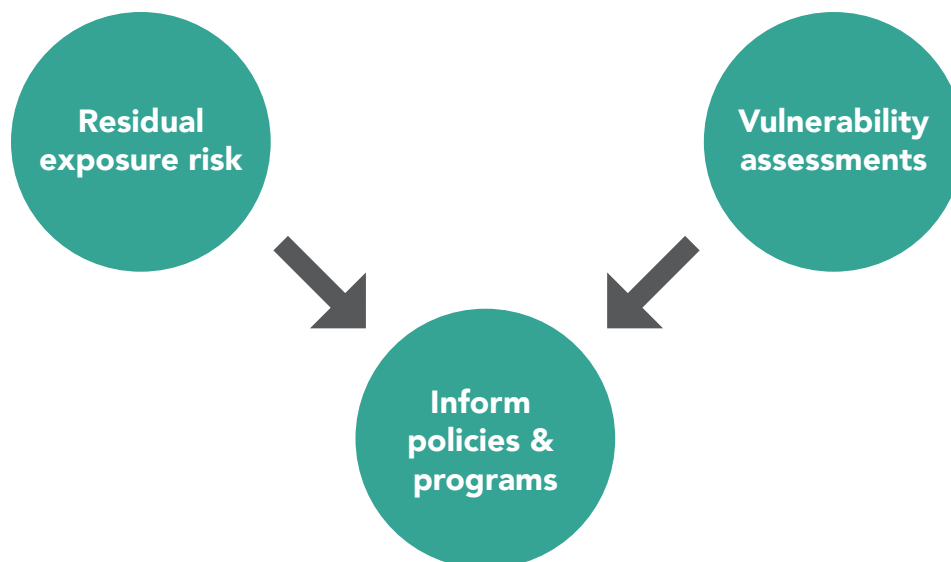 Residual
exposure risk
Vulnerability
assessments
Inform
policies &
programs